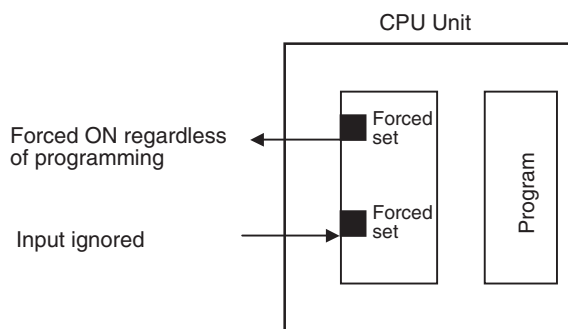 CPU Unit
Forced ON regardless
of programming
Forced
set
Input ignored
Forced
set
Program